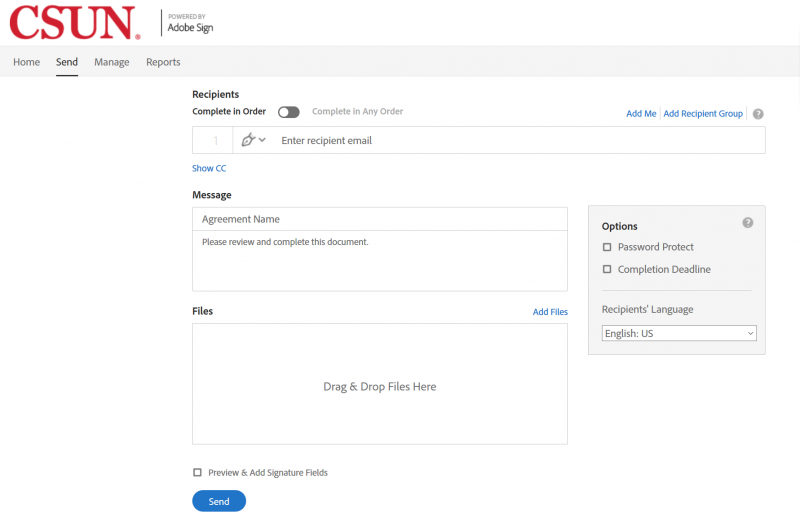 CSUN®
POWERED BY
Adobe Sign
Home Send Manage Reports
Recipients
Complete in Order Complete in Any Order Add Me Add Recipient Group ?
1 Enter recipient email
Show CC
Message
Agreement Name
Please review and complete this document.
Options ?
Password Protect
Completion Deadline
Recipients' Language
English: US
Files Add Files
Drag & Drop Files Here
Preview & Add Signature Fields
Send